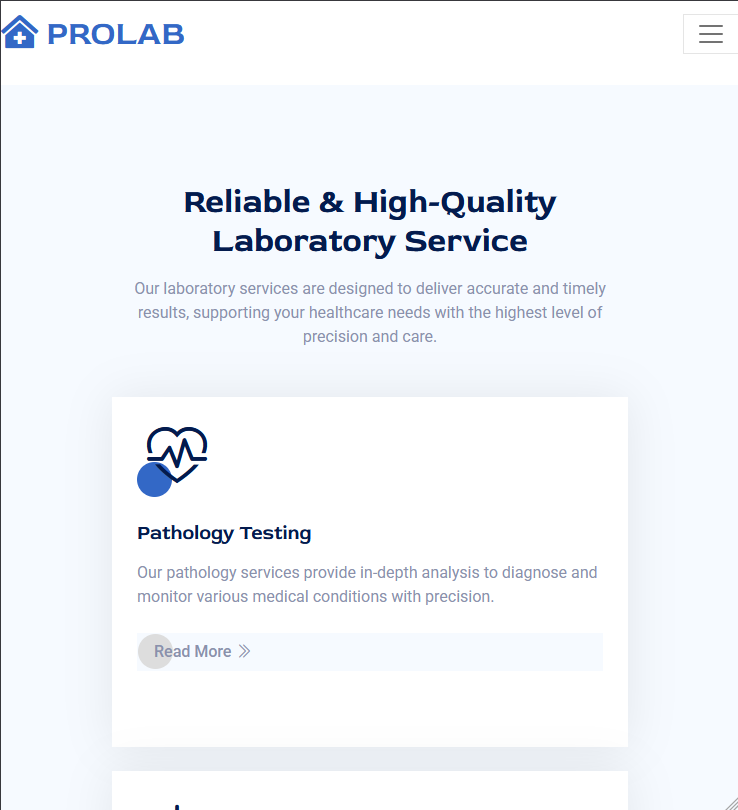 PROLAB
Reliable & High-Quality
Laboratory Service
Our laboratory services are designed to deliver accurate and timely
results, supporting your healthcare needs with the highest level of
precision and care.
Pathology Testing
Our pathology services provide in-depth analysis to diagnose and
monitor various medical conditions with precision.
Read More